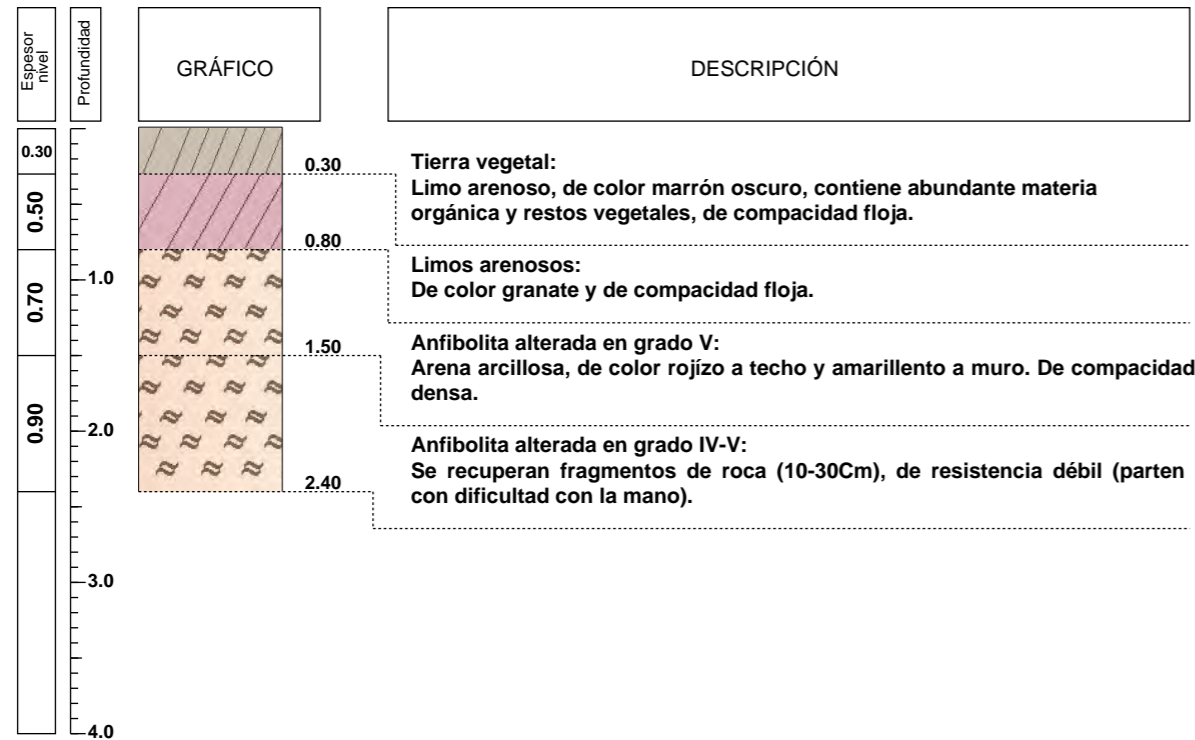 Espesor
nivel
Profundidad
GRÁFICO
DESCRIPCIÓN
0.30
0.30
Tierra vegetal:
Limo arenoso, de color marrón oscuro, contiene abundante materia
orgánica y restos vegetales, de compacidad floja.
0.50
0.80
Limos arenosos:
De color granate y de compacidad floja.
1.0
0.70
1.50
Anfibolita alterada en grado V:
Arena arcillosa, de color rojízo a techo y amarillento a muro. De compacidad
densa.
0.90
2.0
2.40
Anfibolita alterada en grado IV-V:
Se recuperan fragmentos de roca (10-30Cm), de resistencia débil (parten
con dificultad con la mano).
3.0
4.0